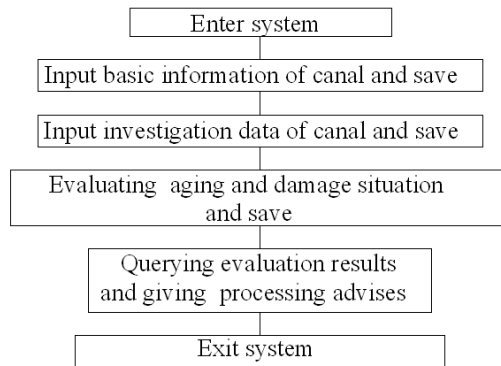 Enter system
Input basic information of canal and save
Input investigation data of canal and save
Evaluating aging and damage situation
and save
Querying evaluation results
and giving processing advises
Exit system